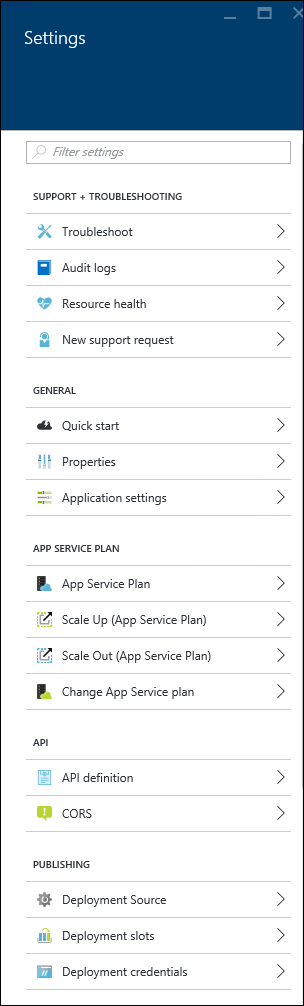 Settings
Filter settings
SUPPORT + TROUBLESHOOTING
Troubleshoot
Audit logs
Resource health
New support request
GENERAL
Quick start
Properties
Application settings
APP SERVICE PLAN
App Service Plan
Scale Up (App Service Plan)
Scale Out (App Service Plan)
Change App Service plan
API
API definition
CORS
PUBLISHING
Deployment Source
Deployment slots
Deployment credentials